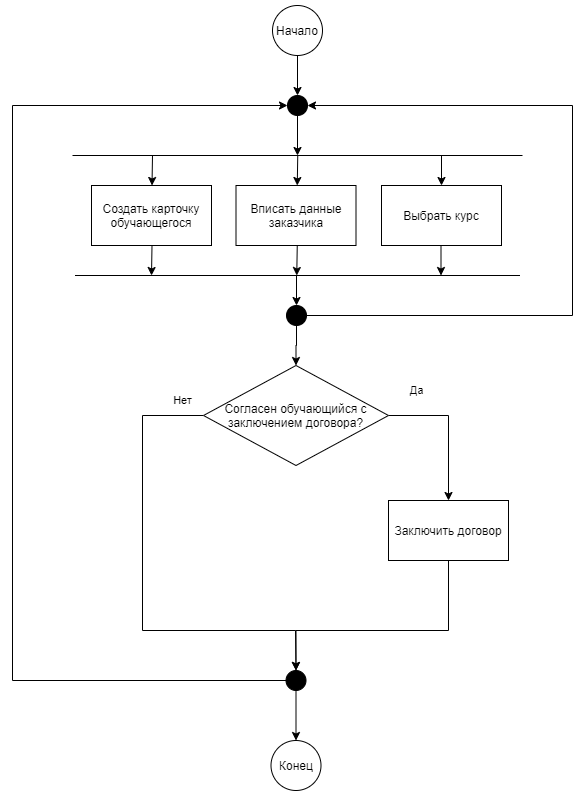 Начало
Создать карточку
обучающегося
Вписать данные
заказчика
Выбрать курс
Нет
Да
Согласен обучающийся с
заключением договора?
Заключить договор
Конец